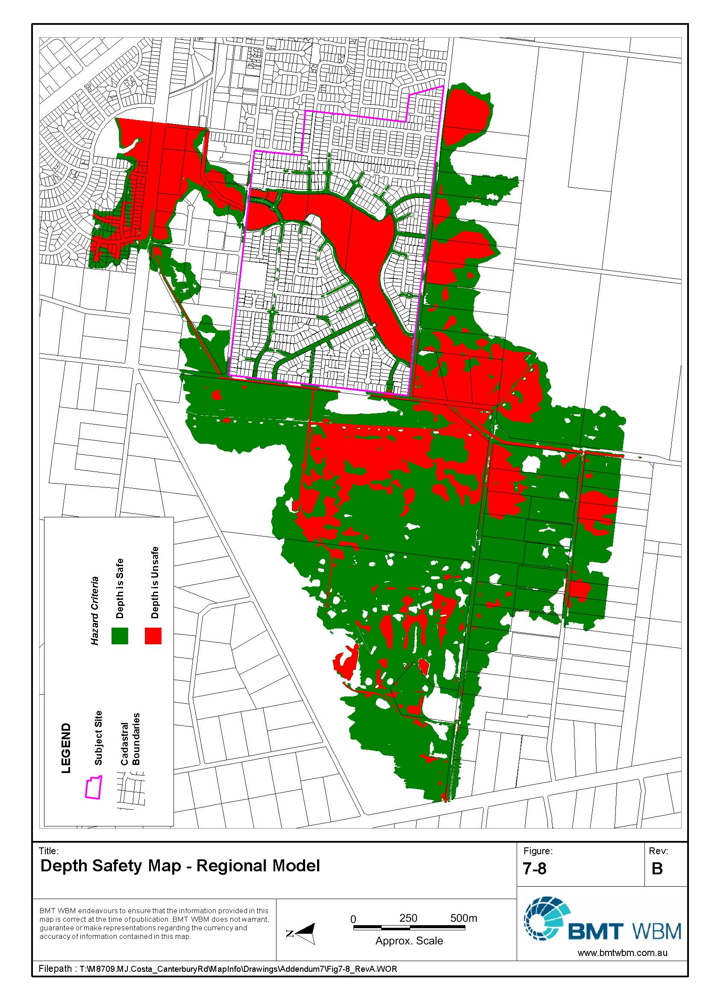 LEGEND
Subject Site
Cadastral
Boundaries
Hazard Criteria
Depth is Safe
Depth is Unsafe
Title:
Depth Safety Map - Regional Model
Figure:
7-8
Rev:
B
BMT WBM endeavours to ensure that the information provided in this
map is correct at the time of publication. BMT WBM does not warrant,
guarantee or make representations regarding the currency and
accuracy of information contained in this map.
N
0 250 500m
Approx. Scale
BMT WBM
www.bmtwbm.com.au
Filepath : T:\M8709.MJ.Costa_CanterburyRd\MapInfo\Drawings\Addendum7\Fig7-8_RevA.WOR